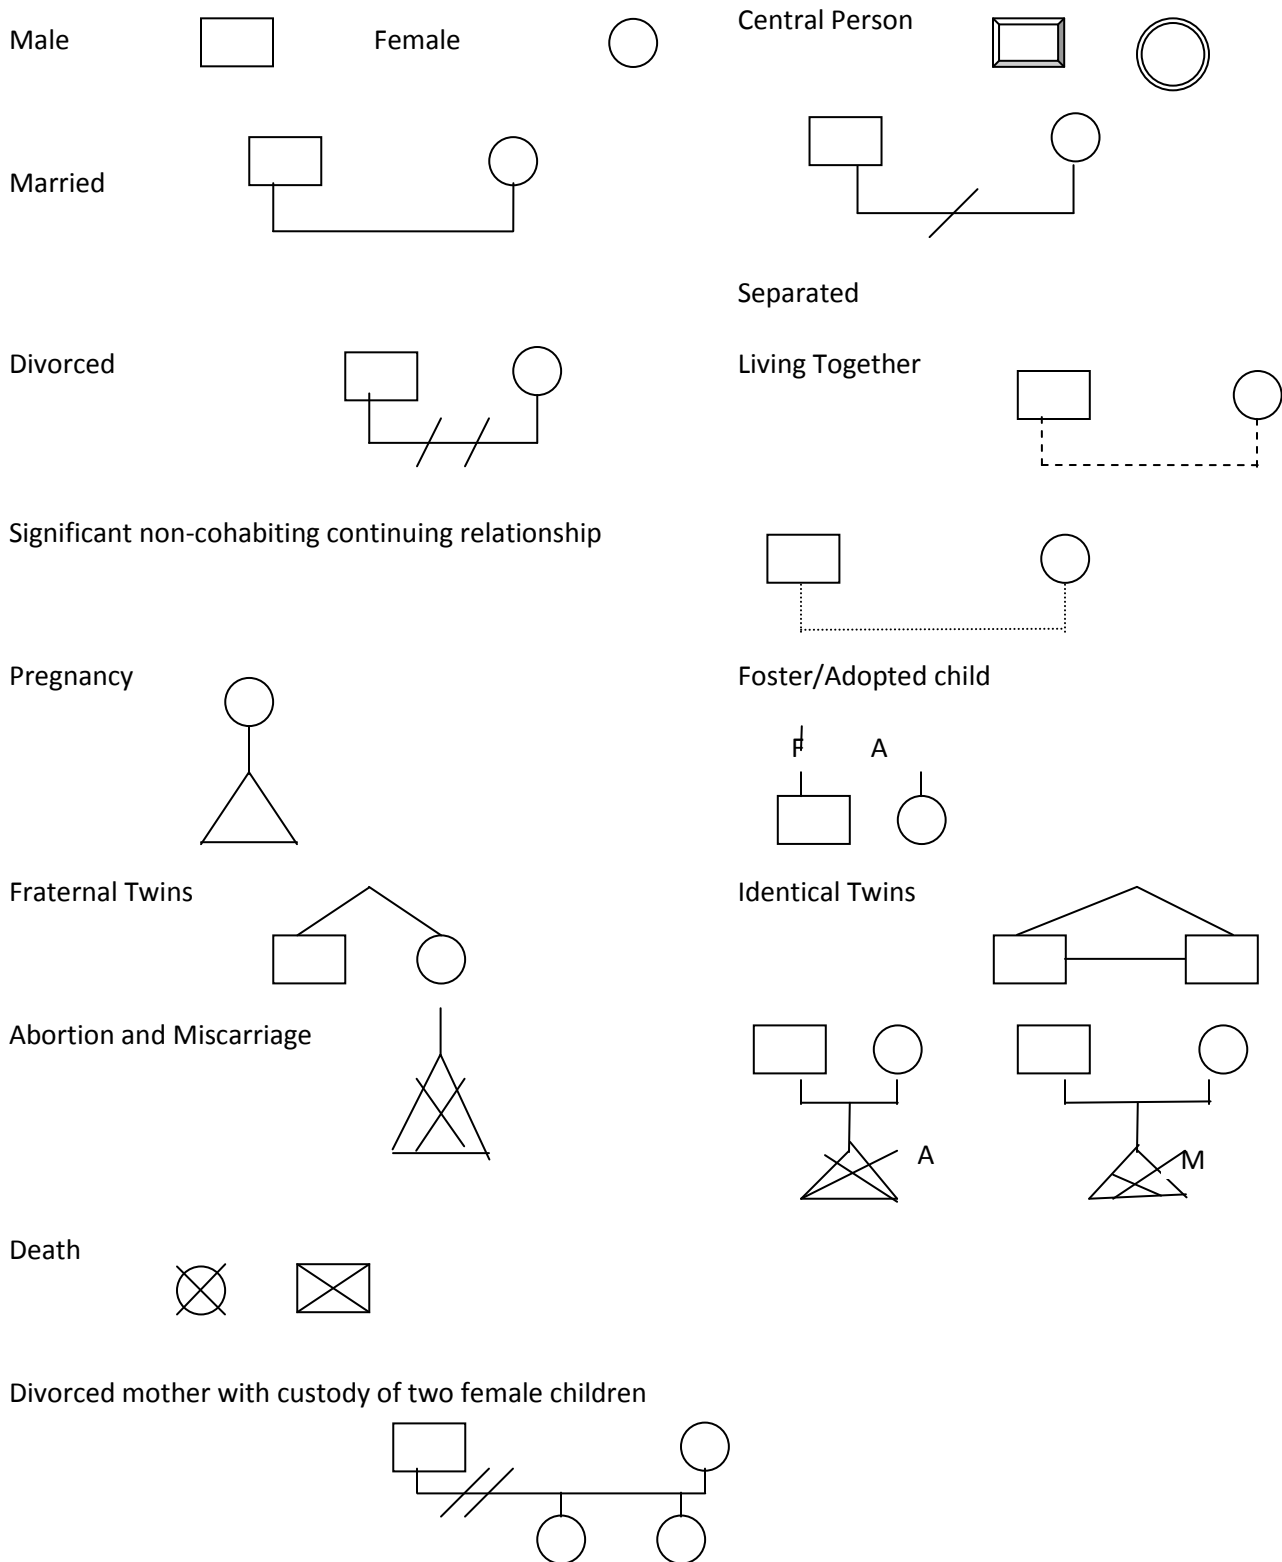 Male
Female
Central Person
Married
Separated
Divorced
Living Together
Significant non-cohabiting continuing relationship
Pregnancy
Foster/Adopted child
F A
Fraternal Twins
Identical Twins
Abortion and Miscarriage
A
M
Death
Divorced mother with custody of two female children